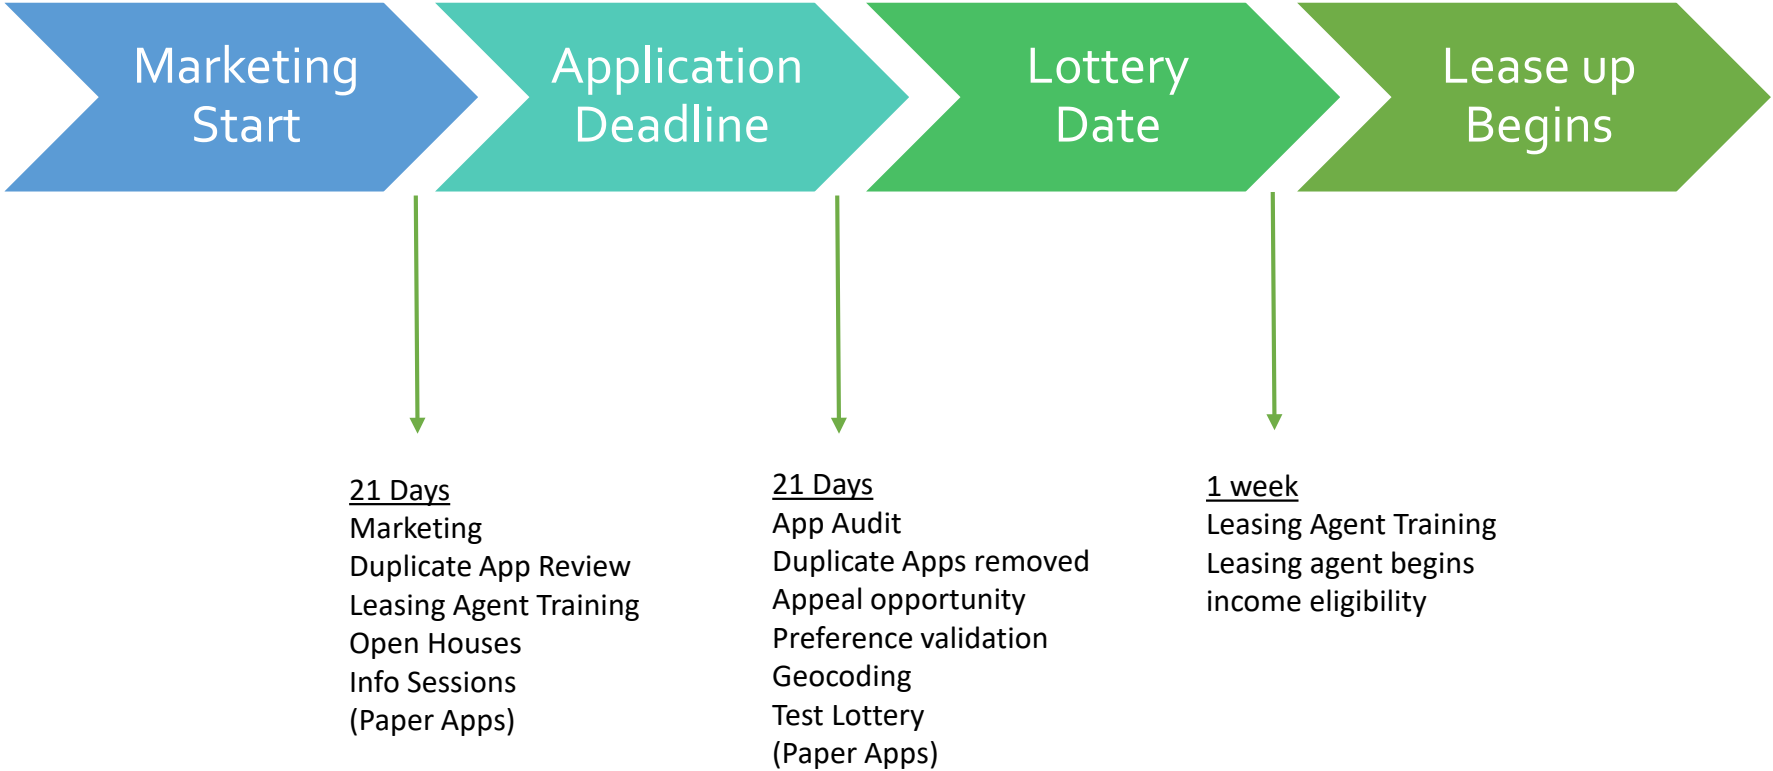 Marketing
Start
Application
Deadline
Lottery
Date
Lease up
Begins
21 Days
Marketing
Duplicate App Review
Leasing Agent Training
Open Houses
Info Sessions
(Paper Apps)
21 Days
App Audit
Duplicate Apps removed
Appeal opportunity
Preference validation
Geocoding
Test Lottery
(Paper Apps)
1 week
Leasing Agent Training
Leasing agent begins
income eligibility